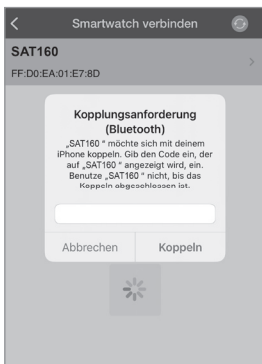 Smartwatch verbinden
SAT160
FF:D0:EA:01:E7:8D
Kopplungsanforderung
(Bluetooth)
„SAT160 “ möchte sich mit deinem
iPhone koppeln. Gib den Code ein, der
auf „SAT160 “ angezeigt wird, ein.
Benutze „SAT160 “ nicht, bis das
Koppeln abgeschlossen ist.
Abbrechen Koppeln